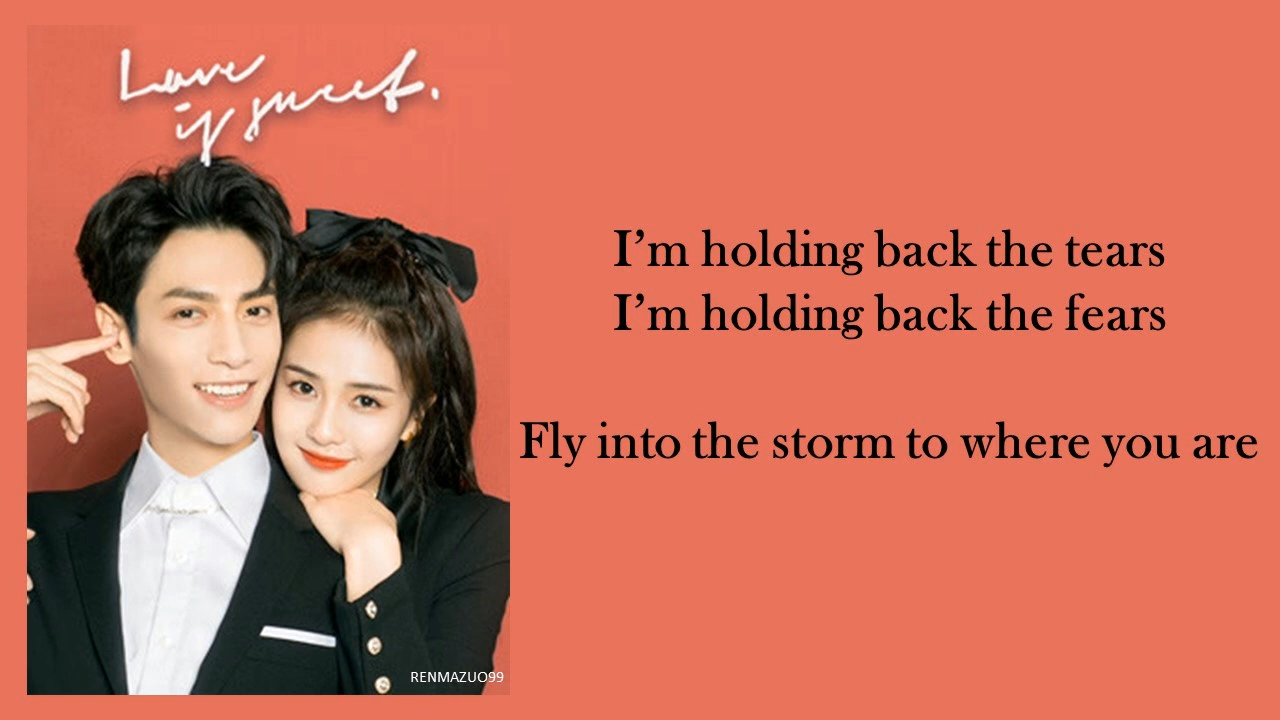 Love
is sweet.
I’m holding back the tears
I’m holding back the fears
Fly into the storm to where you are
RENMAZUO99